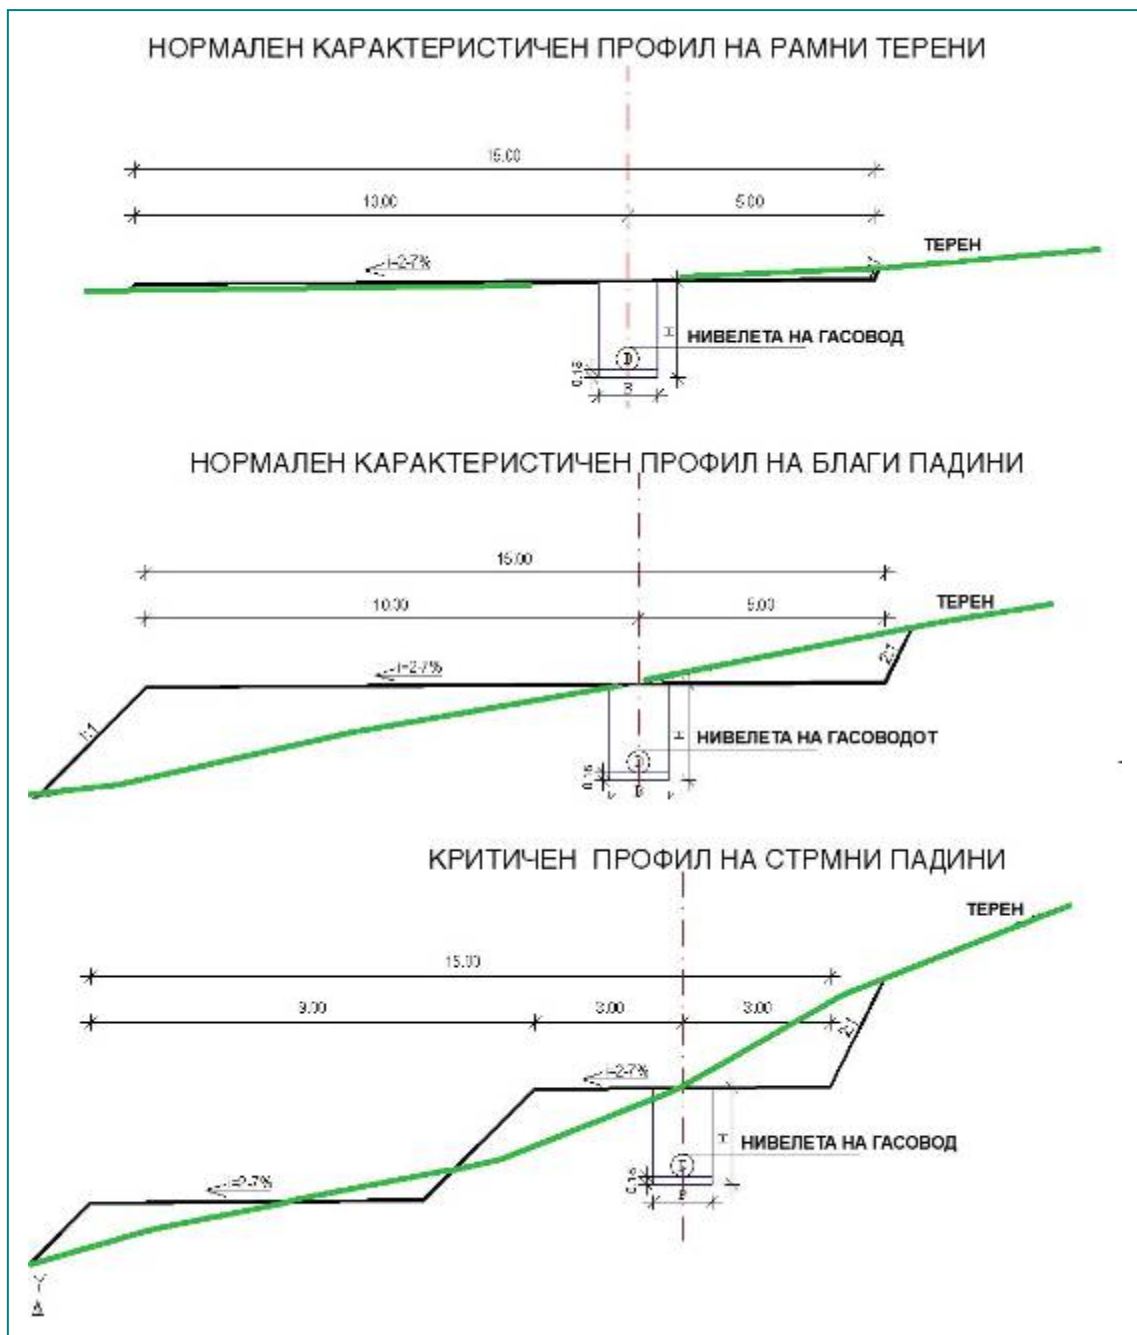 НОРМАЛЕН КАРАКТЕРИСТИЧЕН ПРОФИЛ НА РАМНИ ТЕРЕНИ
15.00
10.00 5.00
ТЕРЕН
i=2-7%
H
НИВЕЛЕТА НА ГАСОВОД
D
0.15
B
НОРМАЛЕН КАРАКТЕРИСТИЧЕН ПРОФИЛ НА БЛАГИ ПАДИНИ
15.00
10.00 5.00
ТЕРЕН
i=2-7%
2:1
1:1
H
НИВЕЛЕТА НА ГАСОВОДОТ
D
0.15
B
КРИТИЧЕН ПРОФИЛ НА СТРМНИ ПАДИНИ
ТЕРЕН
15.00
9.00 3.00 3.00
2:1
i=2-7%
H
НИВЕЛЕТА НА ГАСОВОД
0.15
i=2-7%
B